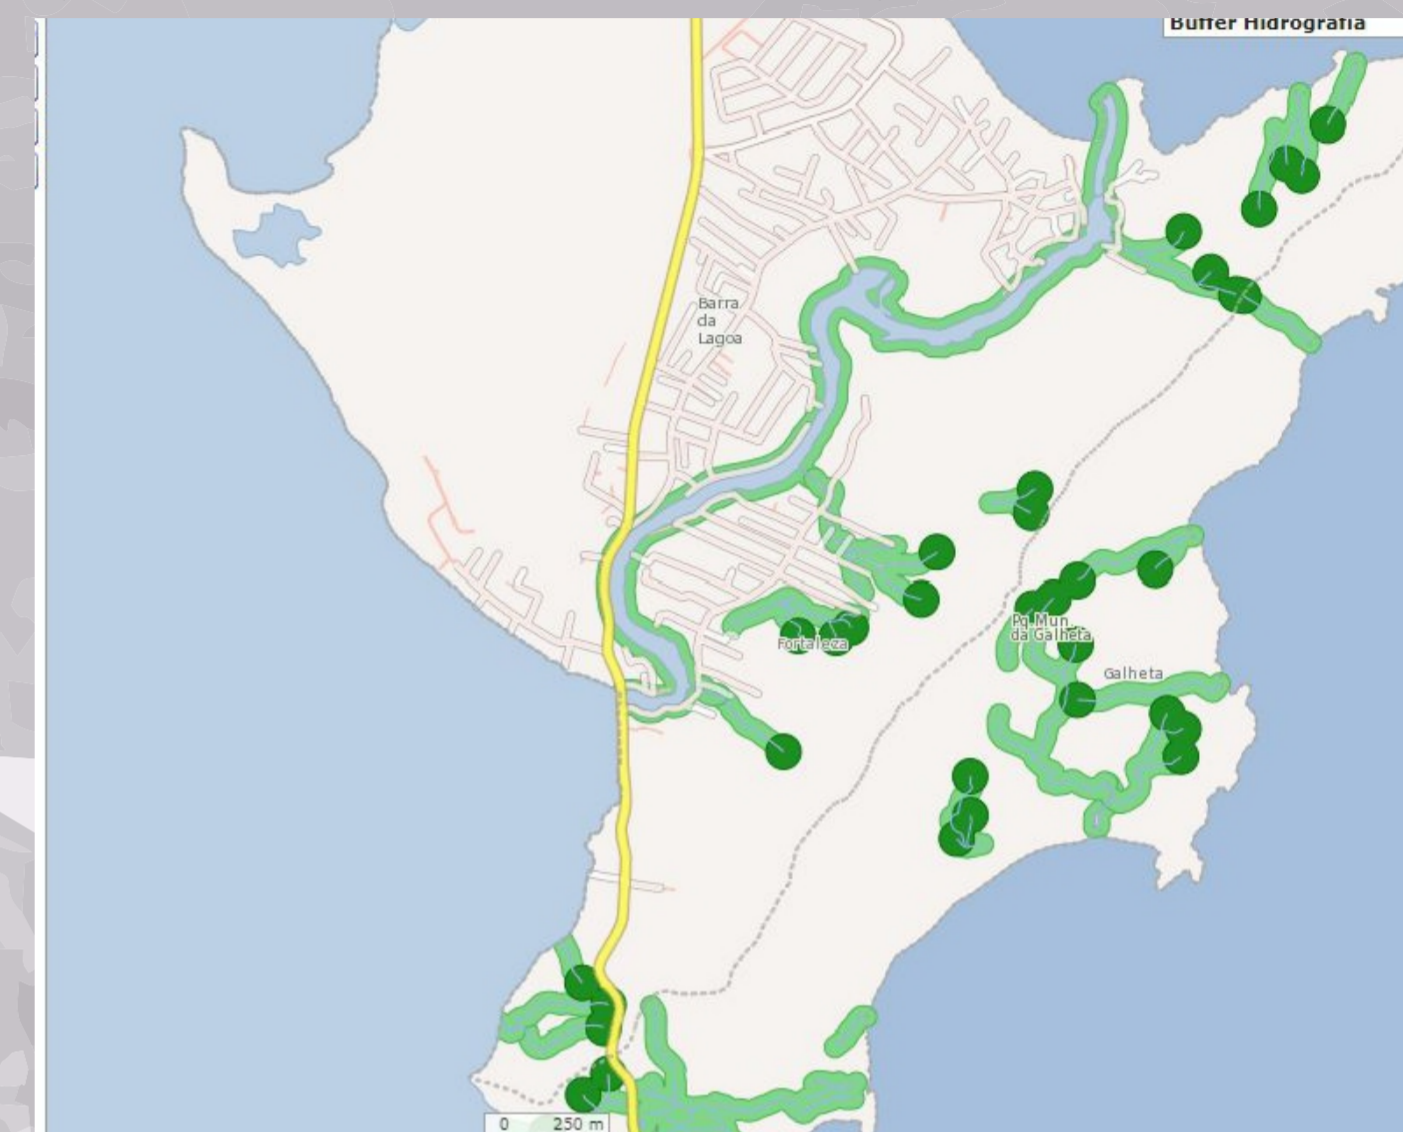 Buffer Hidrografia
Barra
da
Lagoa
Pq Mun
da Galheta
Fortaleza
Galheta
0 250 m